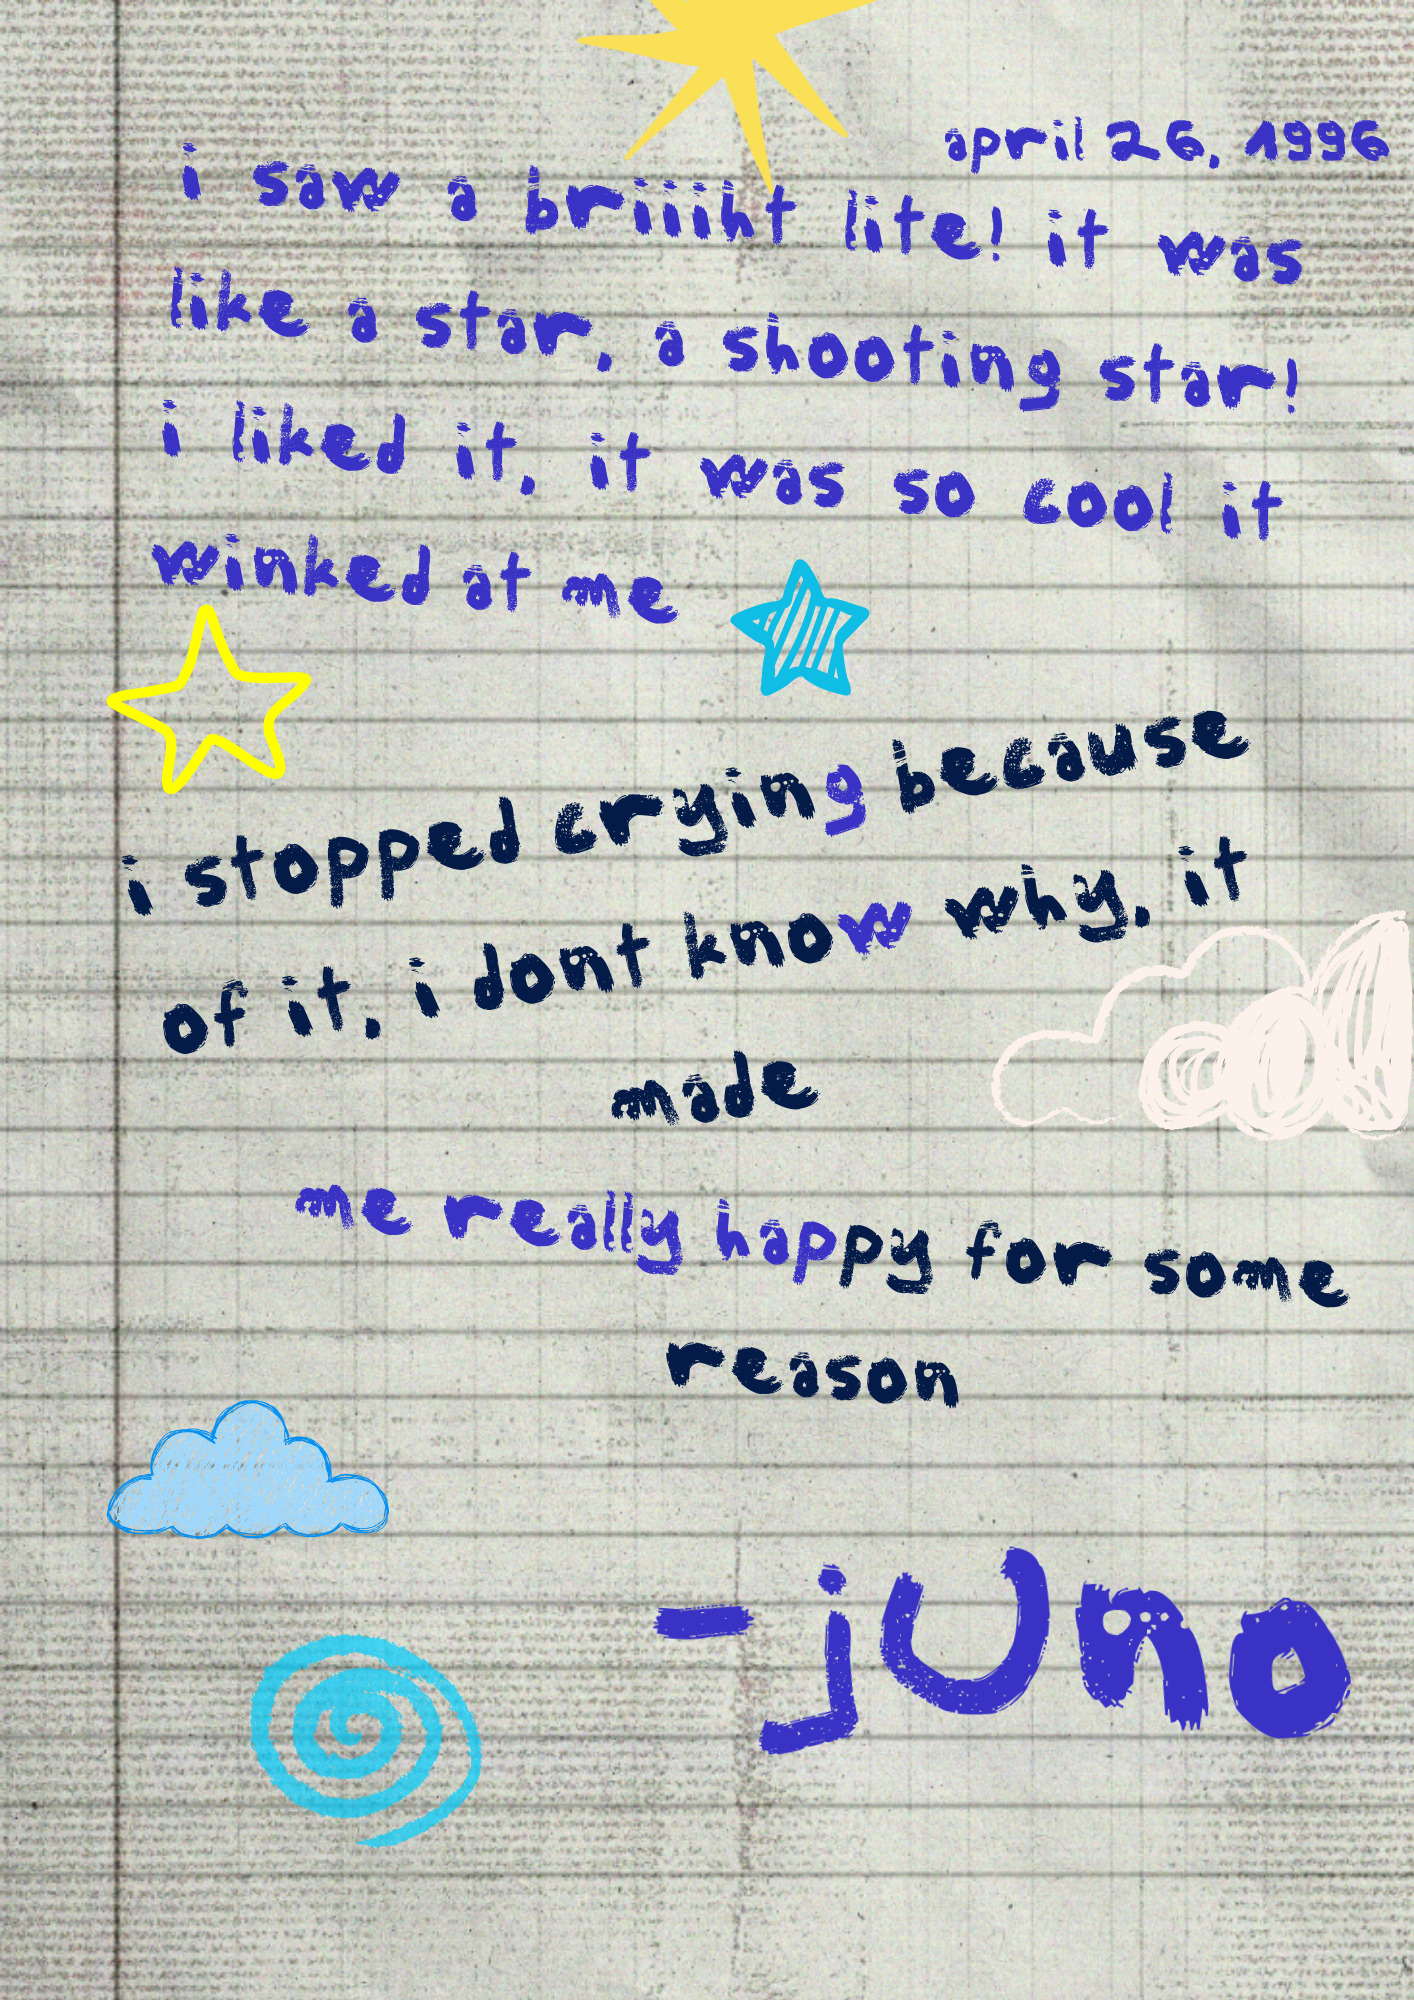 april 26, 1996
i saw a briiiht lite! it was
like a star, a shooting star!
i liked it, it was so cool it
winked at me
i stopped crying because
of it, i dont know why, it
made
me really happy for some
reason
-jUno